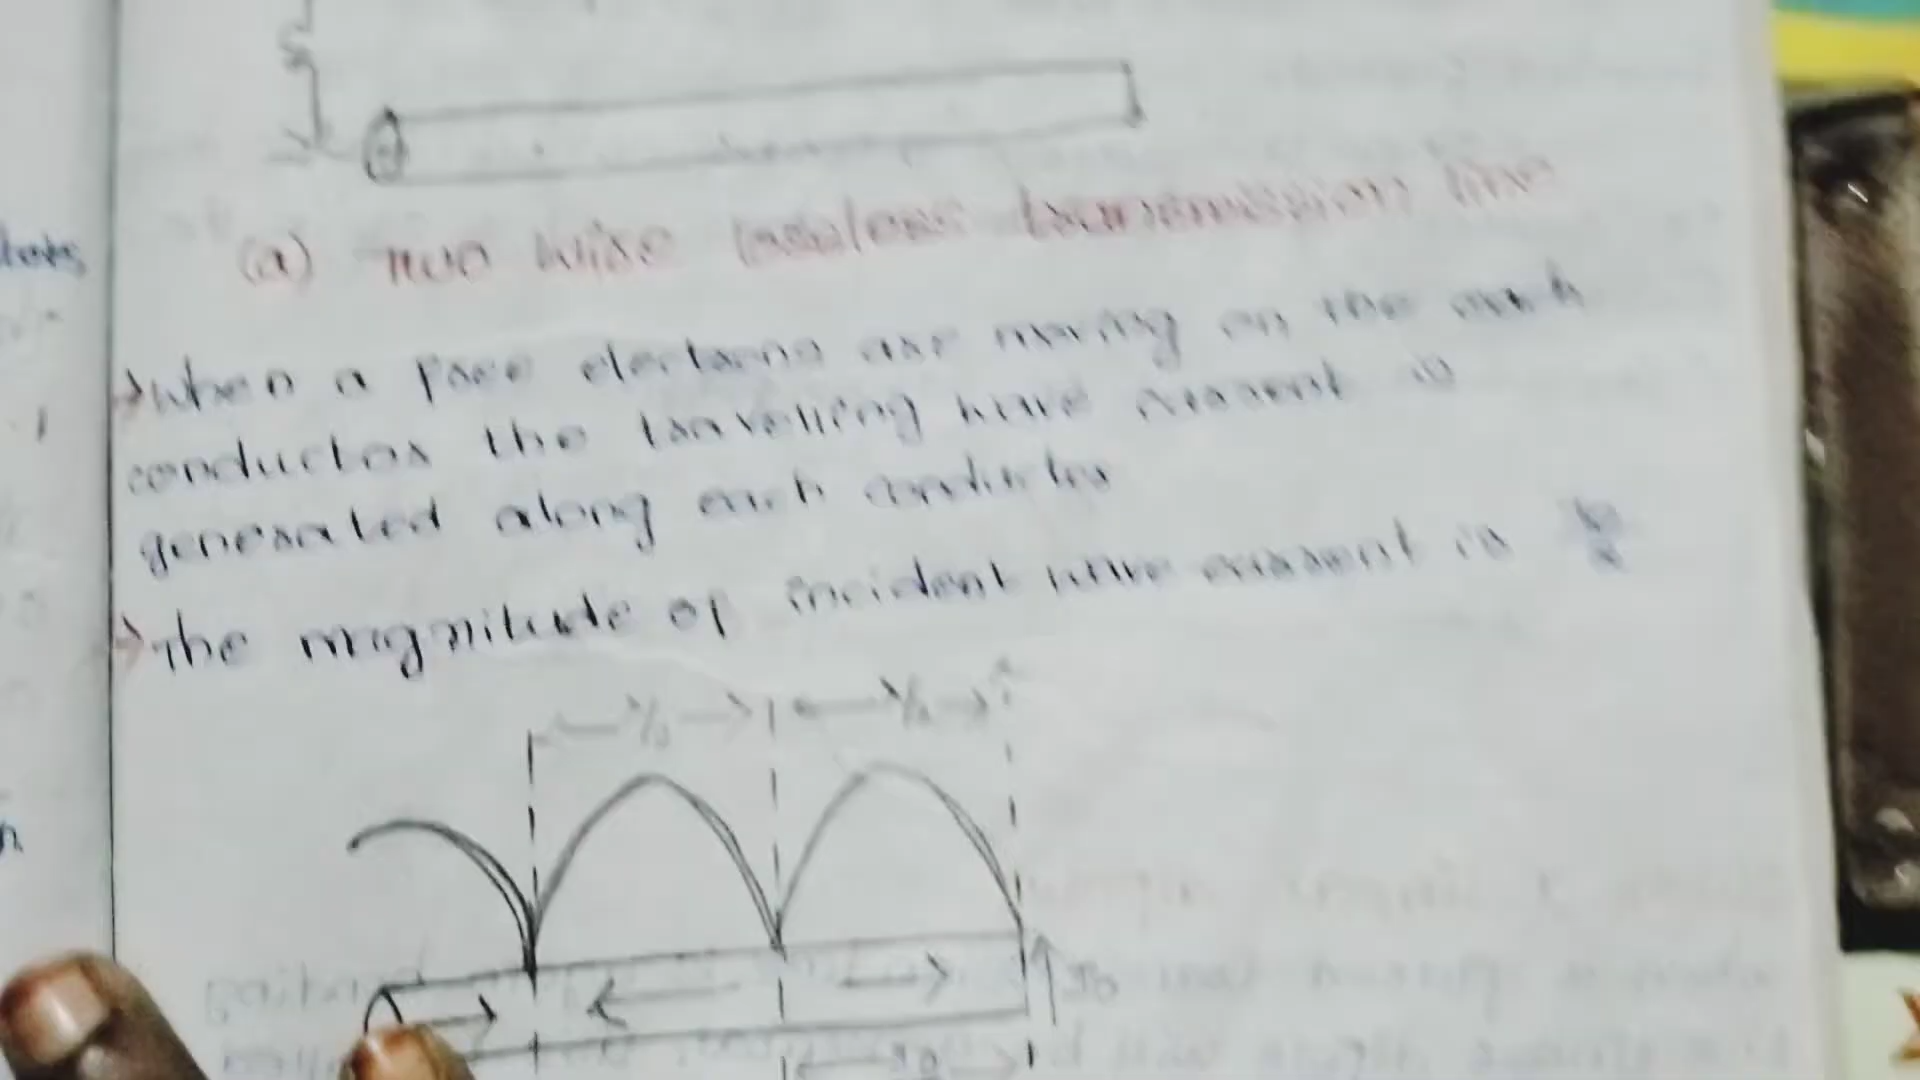 (a) Two wire lossless transmission line
→ when a free electrons are moving on the each
conductor the travelling wave current is
generated along each conductor
→ The magnitude of incident wave current is
I0